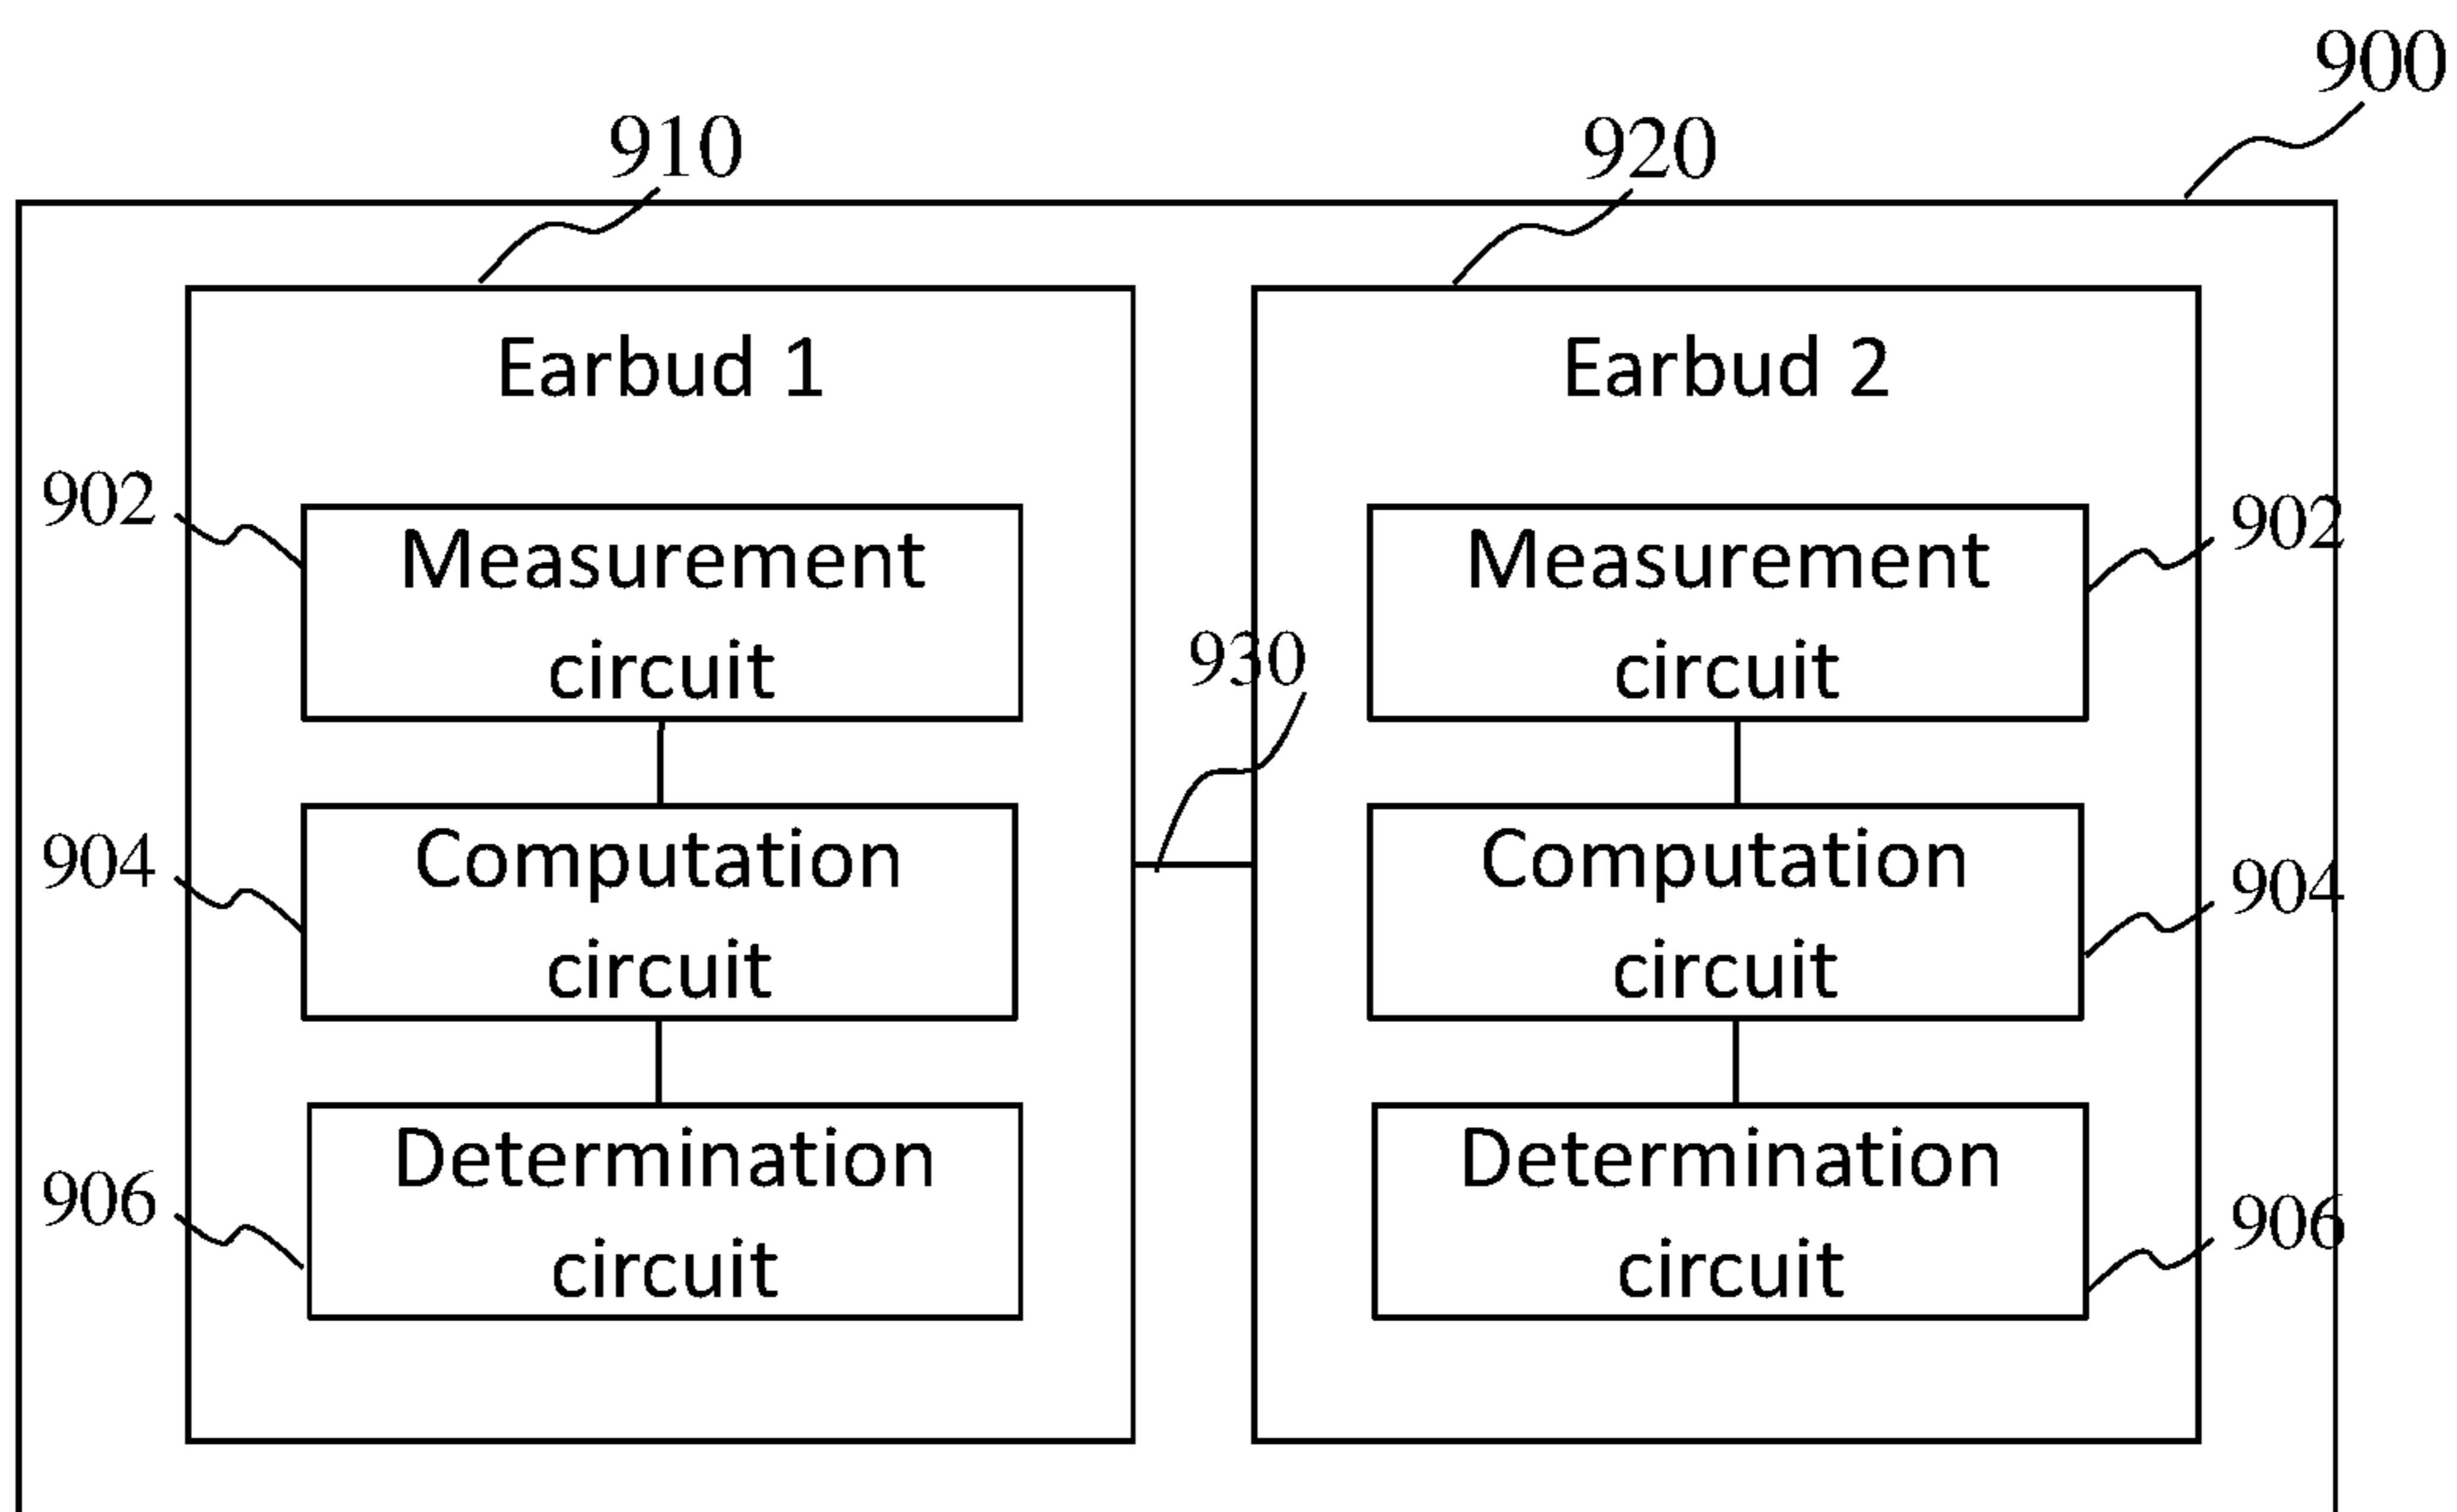 900
910
920
Earbud 1
Earbud 2
902
Measurement
circuit
Measurement
circuit
902
930
904
Computation
circuit
Computation
circuit
904
906
Determination
circuit
Determination
circuit
906